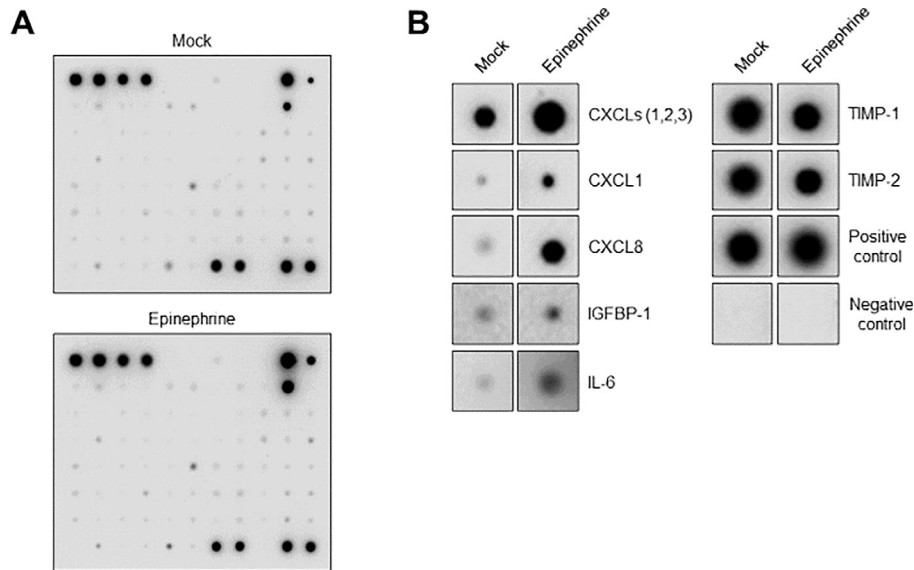 A
Mock
Epinephrine
B
Mock
Epinephrine
CXCLs (1,2,3)
CXCL1
CXCL8
IGFBP-1
IL-6
Mock
Epinephrine
TIMP-1
TIMP-2
Positive
control
Negative
control